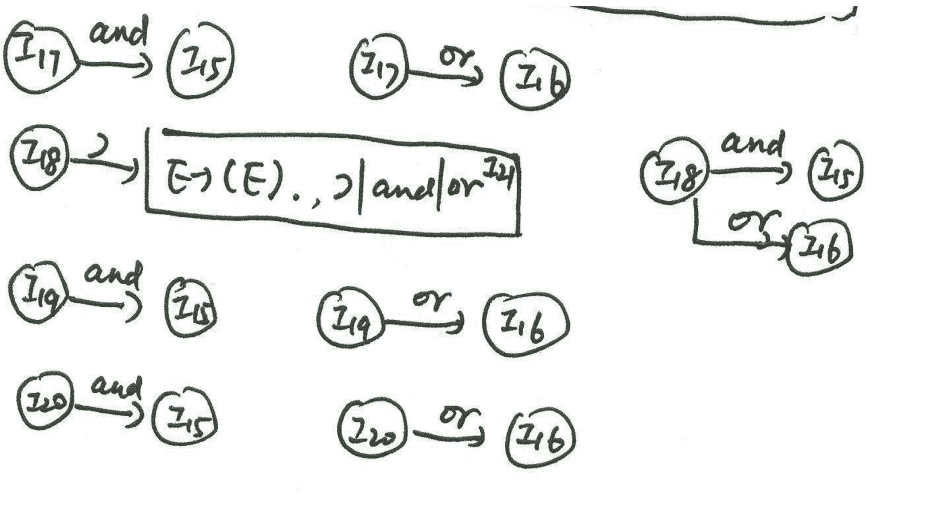 I17 and I15 I17 or I16
I18 ) E→(E)., )|and|or I21
I18 and I15
or I16
I19 and I15 I19 or I16
I20 and I15 I20 or I16